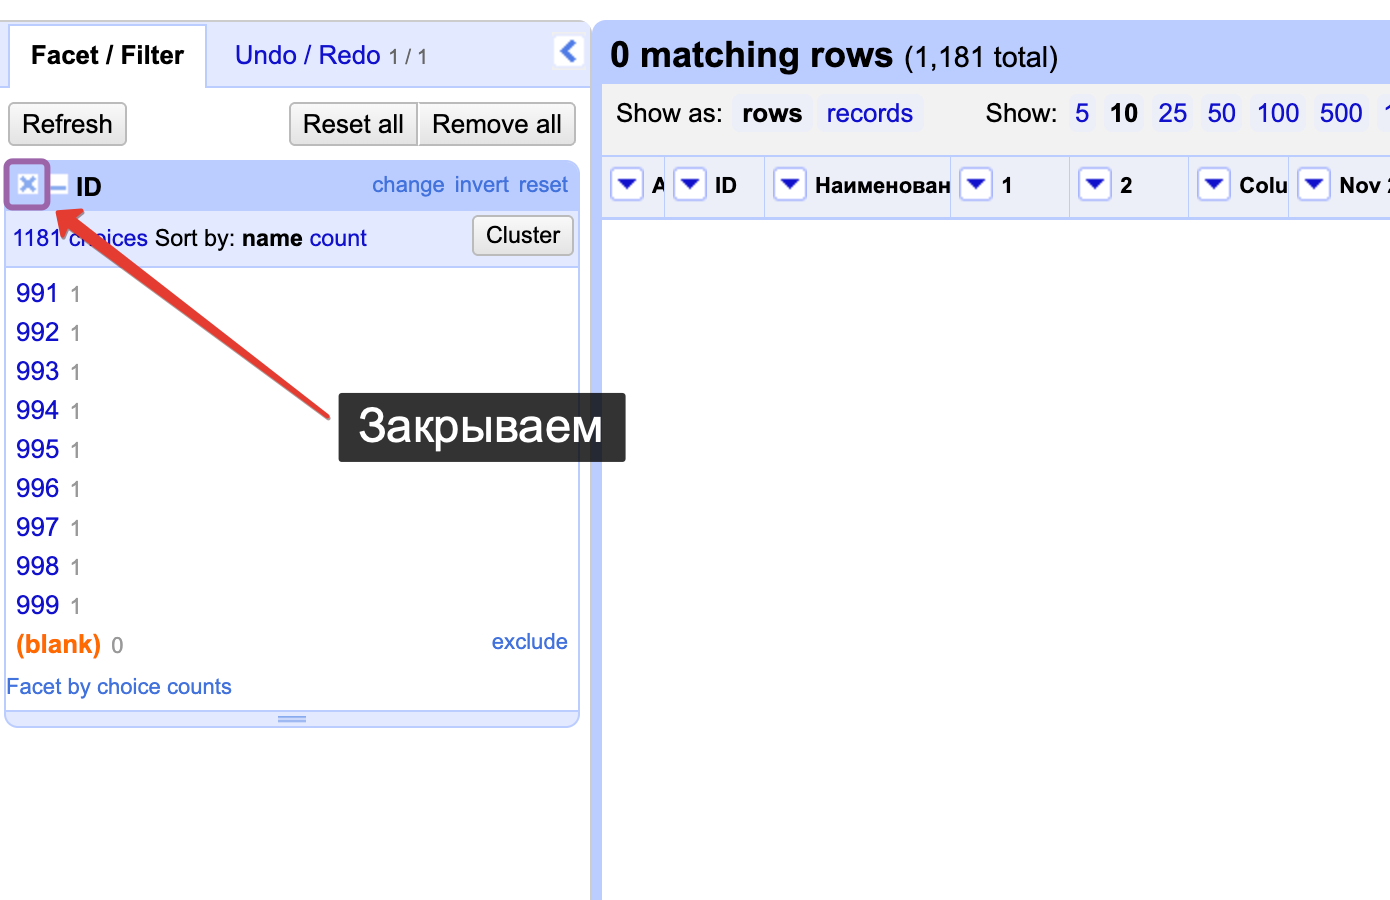 Facet / Filter
Undo / Redo 1 / 1
Refresh
Reset all
Remove all
ID
change invert reset
1181 choices Sort by: name count
Cluster
991 1
992 1
993 1
994 1
995 1
996 1
997 1
998 1
999 1
(blank) 0
exclude
Facet by choice counts
Закрываем
0 matching rows (1,181 total)
Show as: rows records
Show: 5 10 25 50 100 500
ID
Наименован
1
2
Colu
Nov